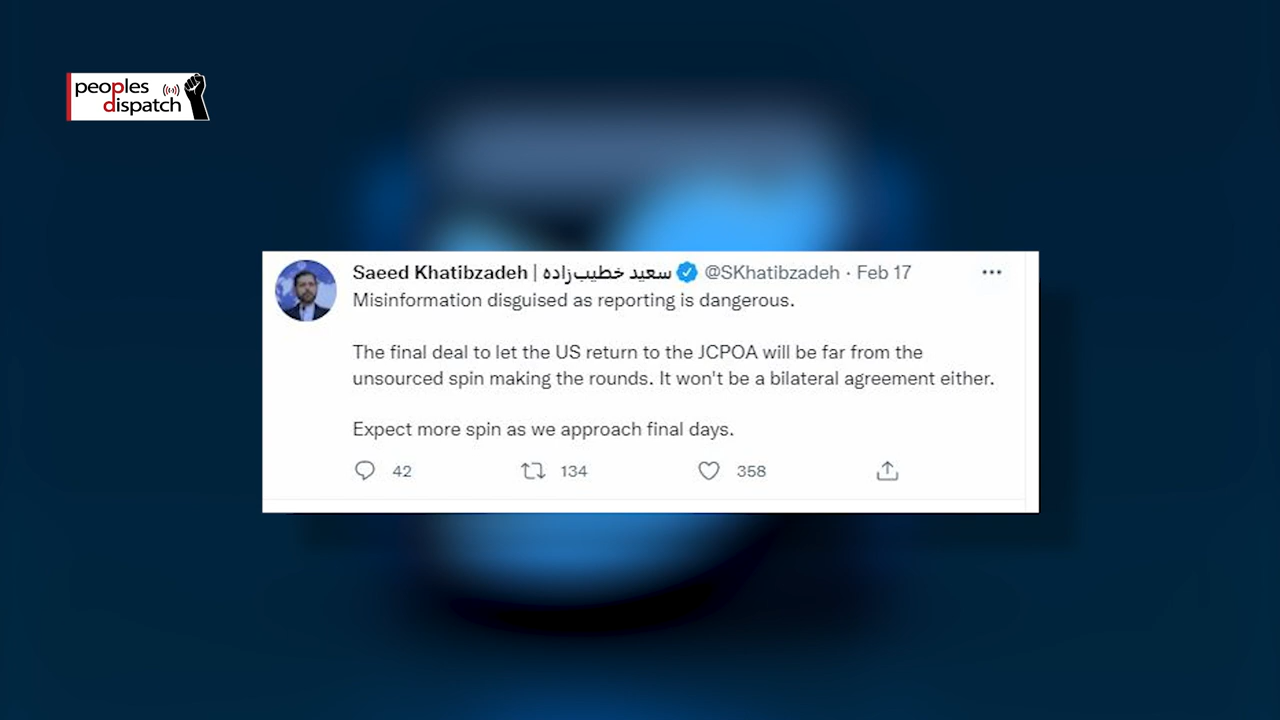 peoples
dispatch
Saeed Khatibzadeh | سعید خطیب‌زاده @SKhatibzadeh · Feb 17
Misinformation disguised as reporting is dangerous.
The final deal to let the US return to the JCPOA will be far from the
unsourced spin making the rounds. It won't be a bilateral agreement either.
Expect more spin as we approach final days.
42 134 358